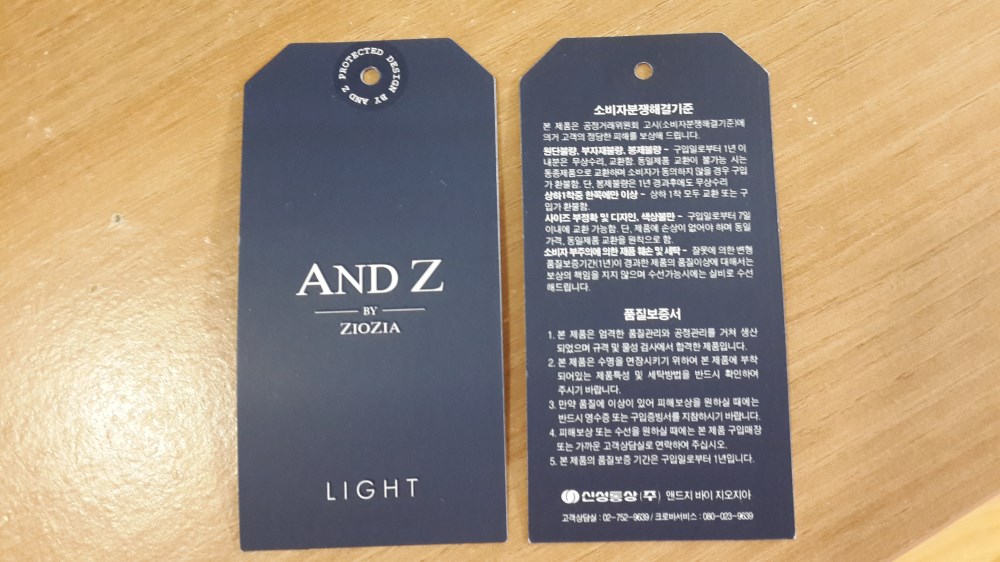 PROTECTED DESIGN BY AND Z
AND Z
BY
ZIOZIA
LIGHT
소비자분쟁해결기준
본 제품은 공정거래위원회 고시(소비자분쟁해결기준)에
의거 고객의 정당한 피해를 보상해 드립니다.
원단불량, 부자재불량, 봉제불량 - 구입일로부터 1년 이
내분은 무상수리, 교환함. 동일제품 교환이 불가능 시는
동종제품으로 교환하며 소비자가 동의하지 않을 경우 구입
가 환불함. 단, 봉제불량은 1년 경과후에도 무상수리
상하1착중 한쪽에만 이상 - 상하 1착 모두 교환 또는 구
입가 환불함.
사이즈 부정확 및 디자인, 색상불만 - 구입일로부터 7일
이내에 교환 가능함. 단, 제품에 손상이 없어야 하며 동일
가격, 동일제품 교환을 원칙으로 함.
소비자 부주의에 의한 제품 훼손 및 세탁 - 잘못에 의한 변형
품질보증기간(1년)이 경과한 제품의 품질이상에 대해서는
보상의 책임을 지지 않으며 수선가능시에는 실비로 수선
해드립니다.
품질보증서
1. 본 제품은 엄격한 품질관리와 공정관리를 거쳐 생산
되었으며 규격 및 물성 검사에서 합격한 제품입니다.
2. 본 제품은 수명을 연장시키기 위하여 본 제품에 부착
되어있는 제품특성 및 세탁방법을 반드시 확인하여
주시기 바랍니다.
3. 만약 품질에 이상이 있어 피해보상을 원하실 때에는
반드시 영수증 또는 구입증빙서를 지참하시기 바랍니다.
4. 피해보상 또는 수선을 원하실 때에는 본 제품 구입매장
또는 가까운 고객상담실로 연락하여 주십시오.
5. 본 제품의 품질보증 기간은 구입일로부터 1년입니다.
신성통상(주) 앤드지 바이 지오지아
고객상담실 : 02-752-9639 / 크로바서비스 : 080-023-9639